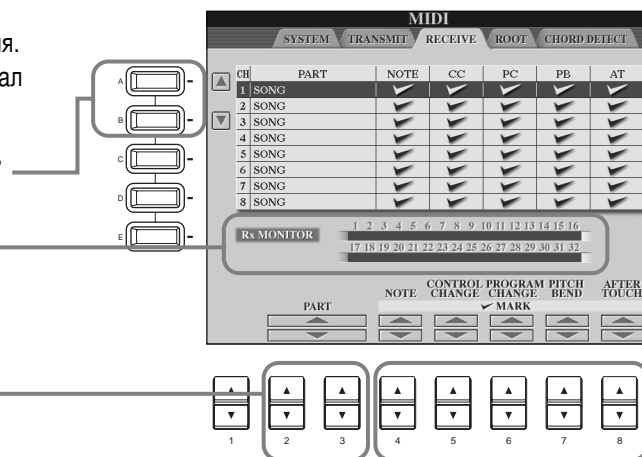 ия.
ал
A
B
C
D
E
MIDI
SYSTEM TRANSMIT RECEIVE ROOT CHORD DETECT
CH PART NOTE CC PC PB AT
1 SONG
2 SONG
3 SONG
4 SONG
5 SONG
6 SONG
7 SONG
8 SONG
Rx MONITOR
1 2 3 4 5 6 7 8 9 10 11 12 13 14 15 16
17 18 19 20 21 22 23 24 25 26 27 28 29 30 31 32
PART NOTE CONTROL CHANGE PROGRAM CHANGE PITCH BEND AFTER TOUCH
MARK
1 2 3 4 5 6 7 8